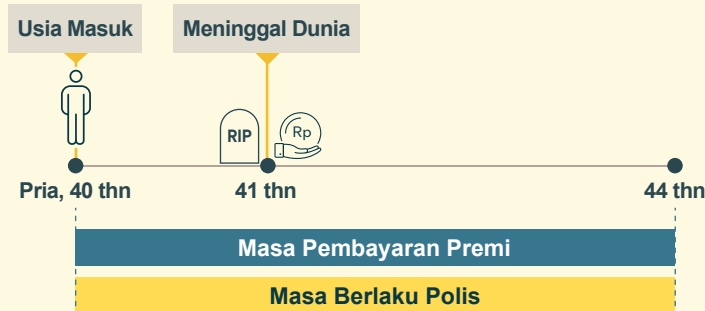 Usia Masuk
Meninggal Dunia
RIP
Rp
Pria, 40 thn
41 thn
44 thn
Masa Pembayaran Premi
Masa Berlaku Polis